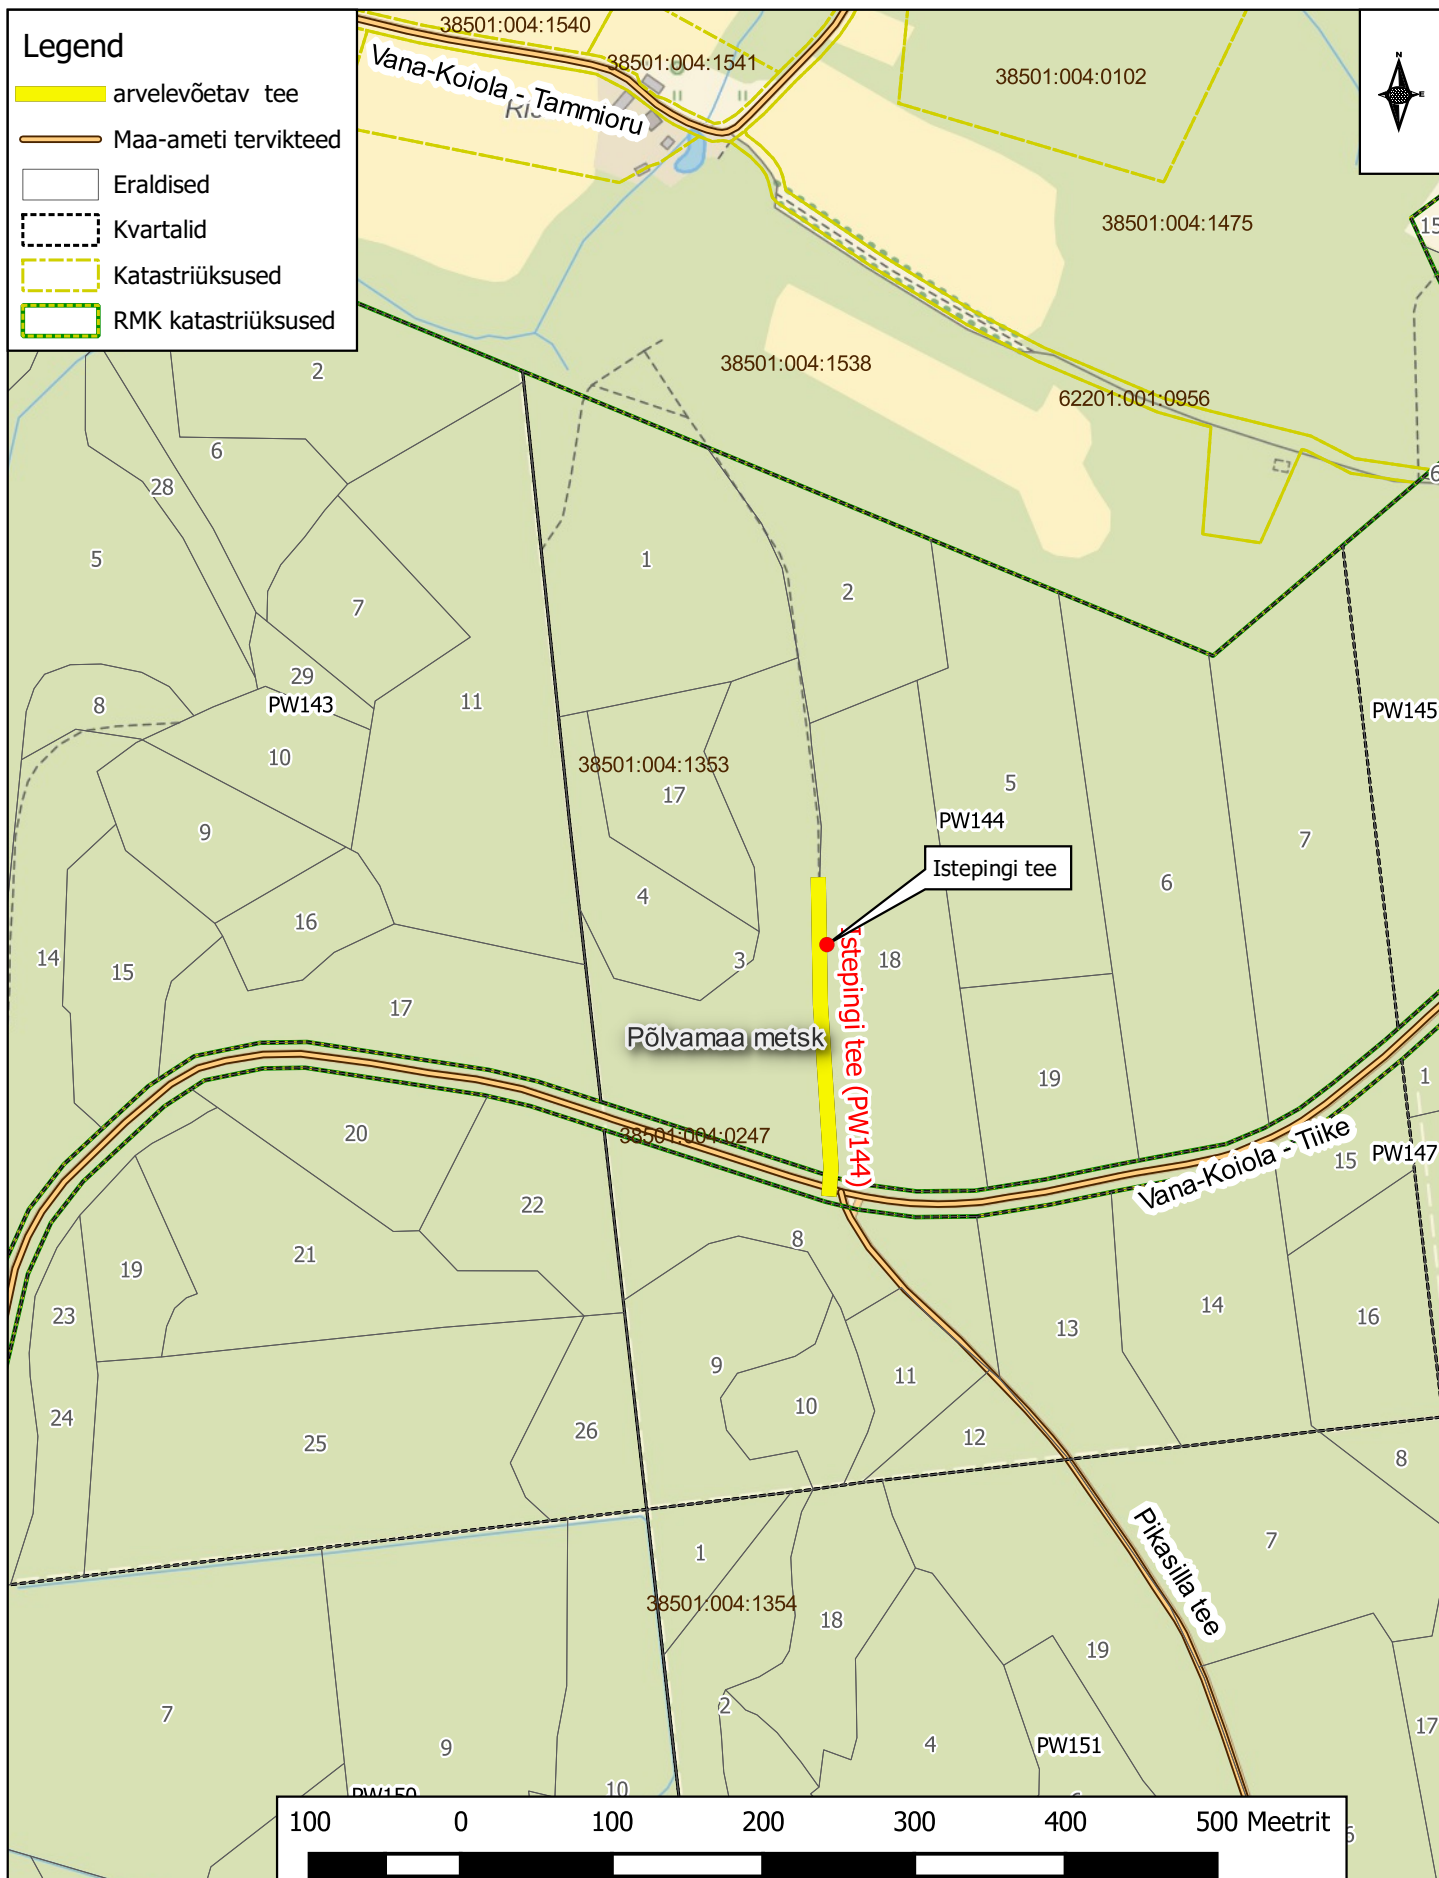 Legend
arvelevõetav tee
Maa-ameti tervikteed
Eraldised
Kvartalid
Katastriüksused
RMK katastriüksused
38501:004:1540
38501:004:1541
38501:004:0102
Vana-Koiola - Tammioru
N
E
38501:004:1475
15
38501:004:1538
62201:001:0956
2
6
28
5
1
2
7
29
8
PW143
11
PW145
10
38501:004:1353
17
5
PW144
9
7
Istepingi tee
6
4
16
14
15
3
18
17
Istepingi tee (PW144)
Põlvamaa metsk
19
1
20
38501:004:0247
Vana-Koiola - Tiike
15
PW147
22
8
21
19
23
14
16
13
9
11
10
24
25
26
12
8
Pikasilla tee
1
7
38501:004:1354
18
19
2
7
9
4
PW151
17
10
PW150
100 0 100 200 300 400 500 Meetrit